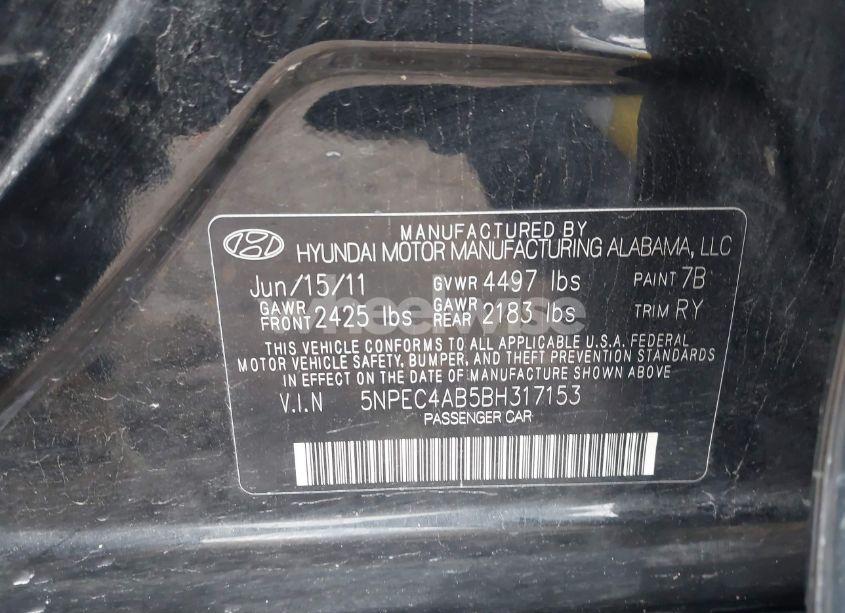 MANUFACTURED BY
HYUNDAI MOTOR MANUFACTURING ALABAMA, LLC
Jun/15/11 GVWR 4497 lbs PAINT 7B
GAWR FRONT 2425 lbs GAWR REAR 2183 lbs TRIM RY
THIS VEHICLE CONFORMS TO ALL APPLICABLE U.S.A. FEDERAL
MOTOR VEHICLE SAFETY, BUMPER, AND THEFT PREVENTION STANDARDS
IN EFFECT ON THE DATE OF MANUFACTURED SHOWN ABOVE
V.I.N 5NPEC4AB5BH317153
PASSENGER CAR